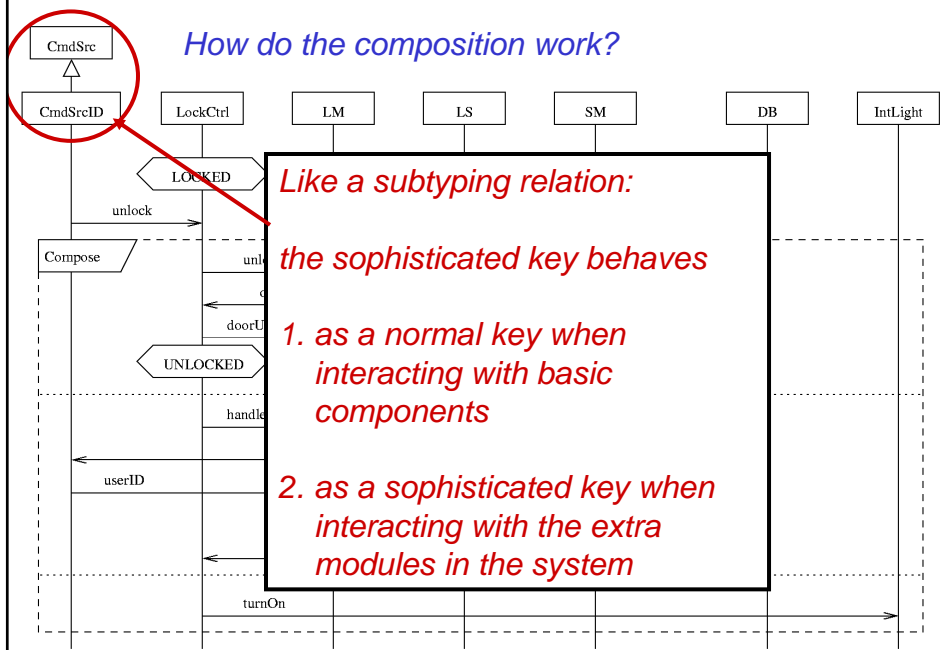 How do the composition work?
CmdSrc
CmdSrcID
LockCtrl
LM
LS
SM
DB
IntLight
LOCKED
unlock
Compose
doorU
UNLOCKED
handle
userID
turnOn
Like a subtyping relation:
the sophisticated key behaves
1. as a normal key when
interacting with basic
components
2. as a sophisticated key when
interacting with the extra
modules in the system